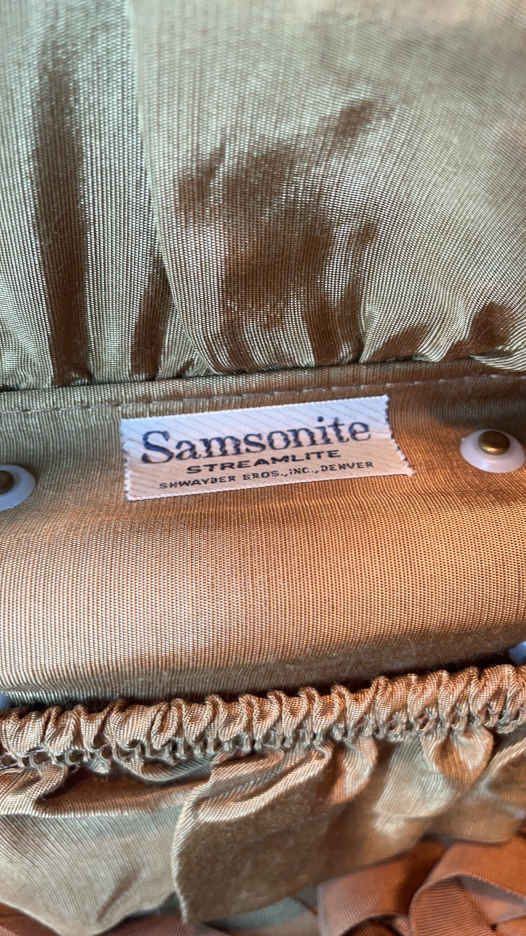 Samsonite
STREAMLITE
SHWAYDER BROS.,INC.,DENVER